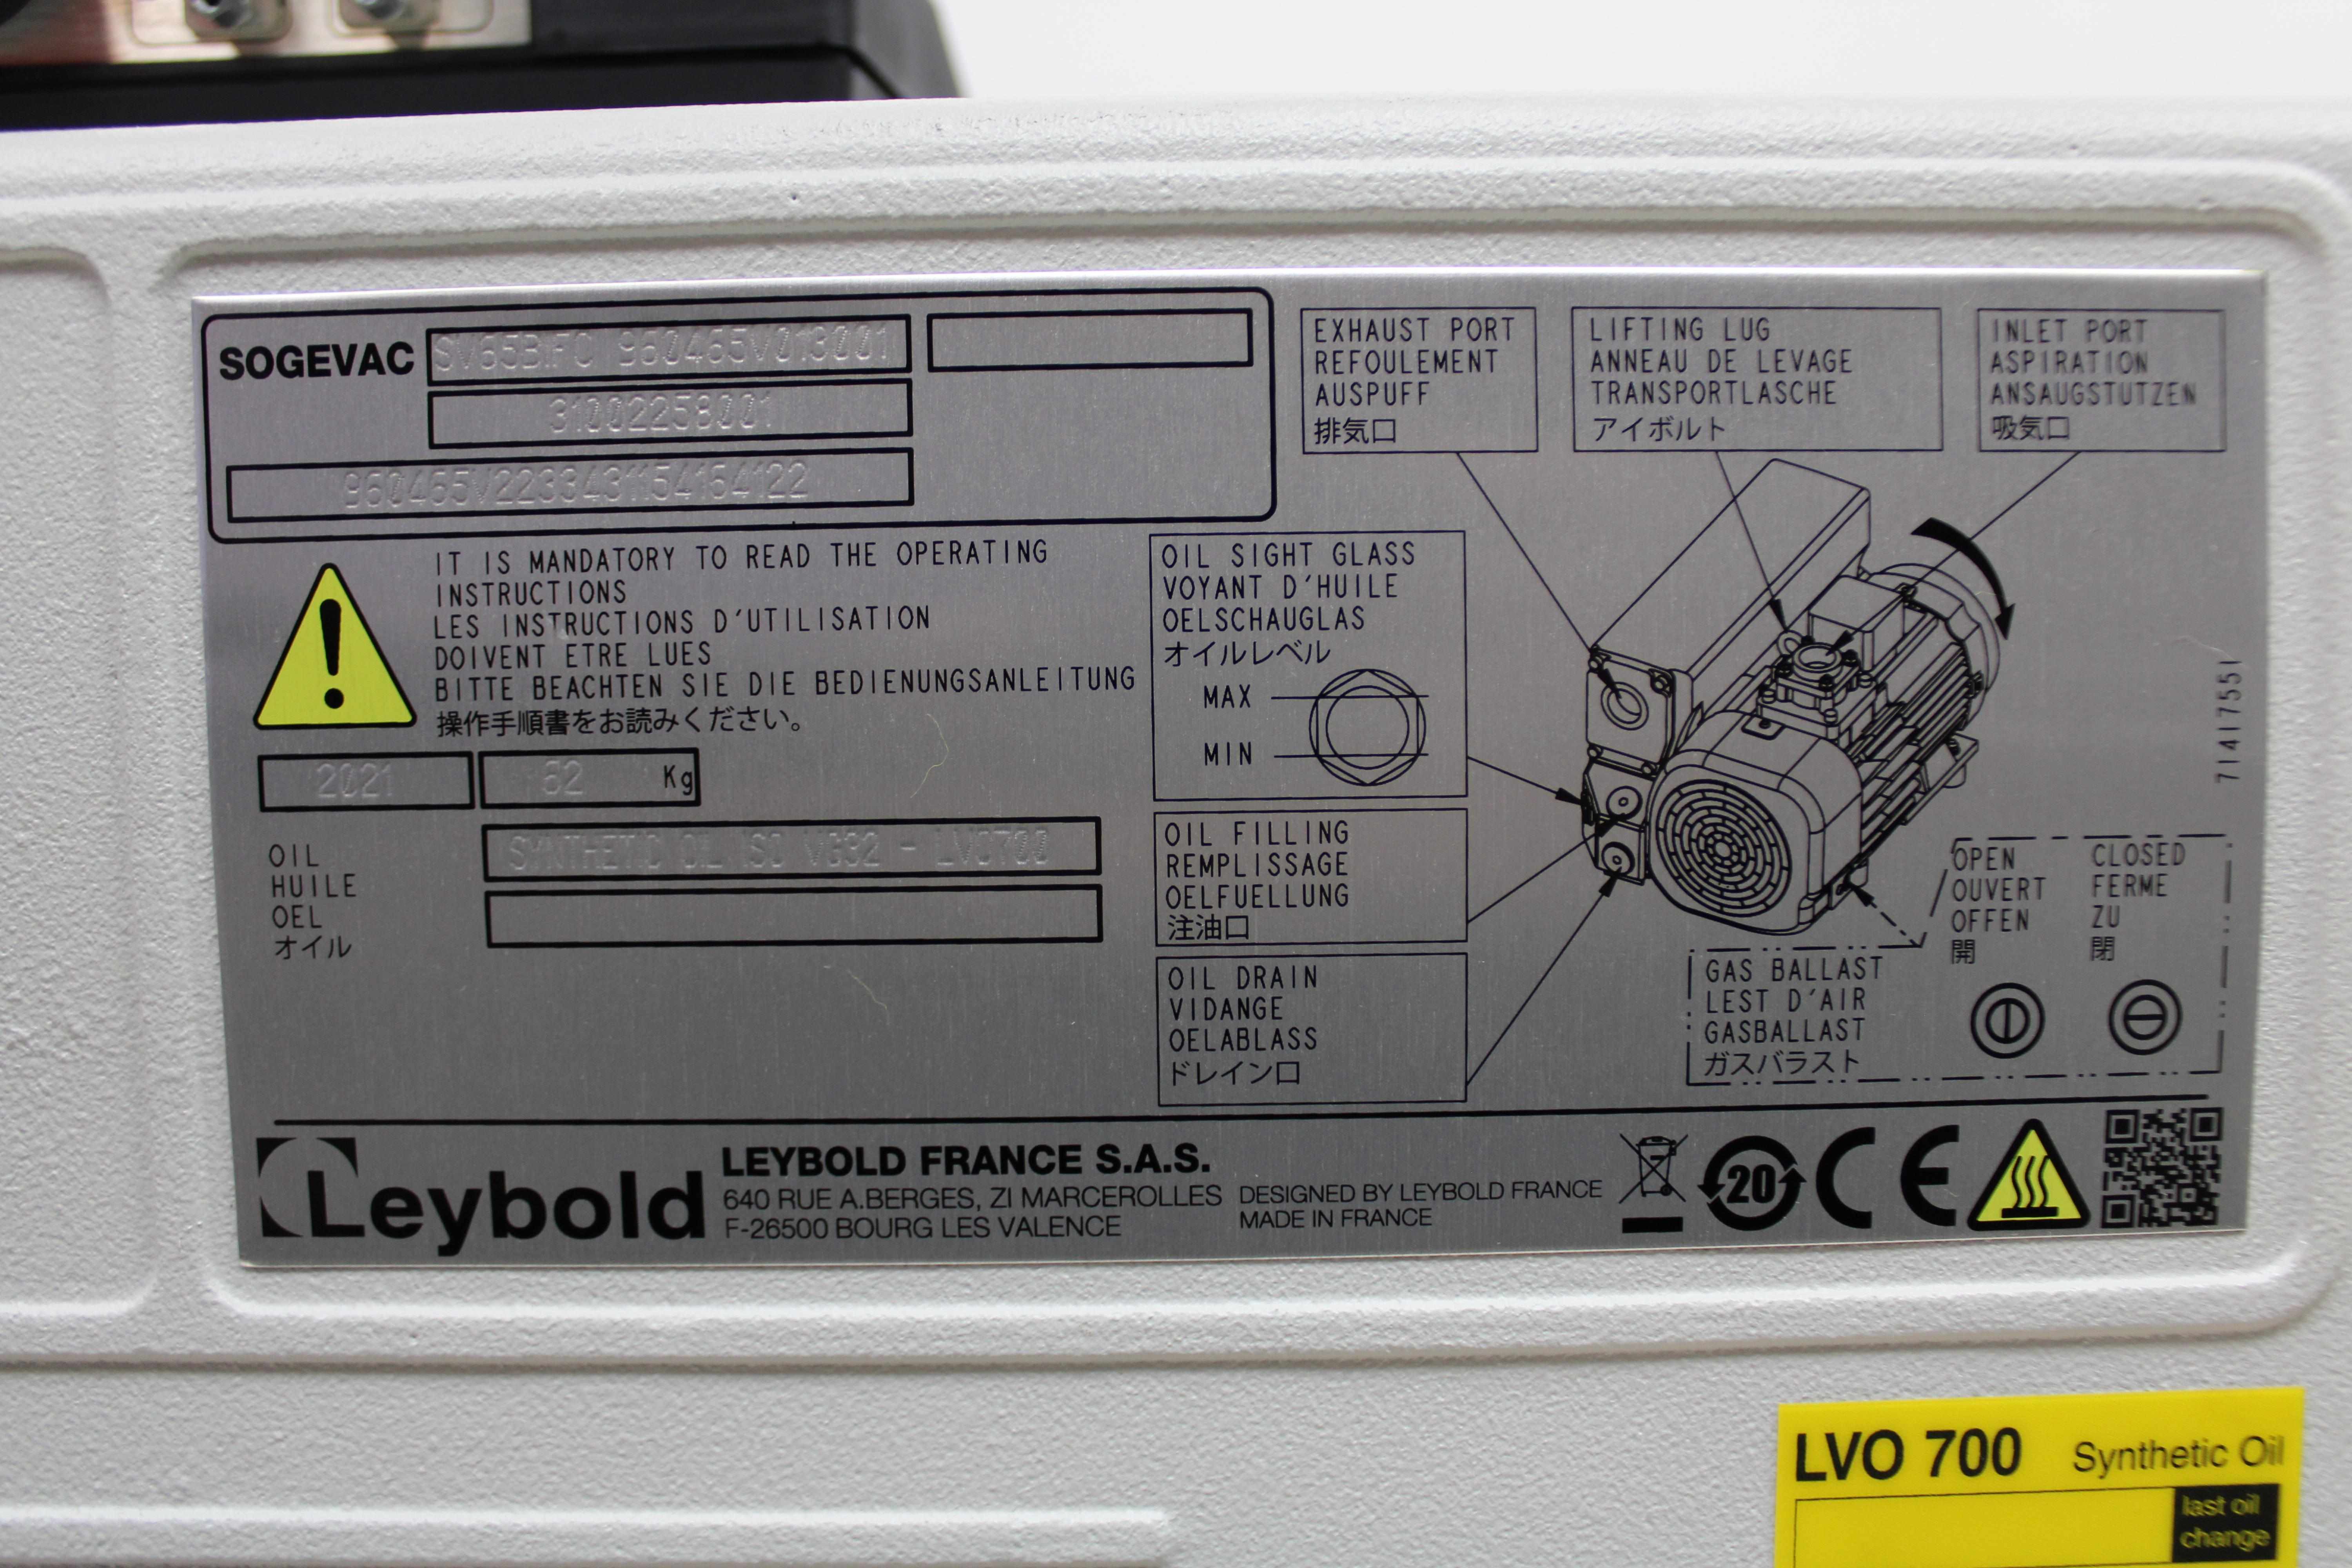 SOGEVAC SV65BIFC 960465V013001
31002258001
960465V2233431154164122
IT IS MANDATORY TO READ THE OPERATING
INSTRUCTIONS
LES INSTRUCTIONS D'UTILISATION
DOIVENT ETRE LUES
BITTE BEACHTEN SIE DIE BEDIENUNGSANLEITUNG
操作手順書をお読みください。
2021 52 Kg
OIL
HUILE
OEL
オイル
SYNTHETIC OIL ISO VG32 - LVO700
EXHAUST PORT
REFOULEMENT
AUSPUFF
排気口
LIFTING LUG
ANNEAU DE LEVAGE
TRANSPORTLASCHE
アイボルト
INLET PORT
ASPIRATION
ANSAUGSTUTZEN
吸気口
OIL SIGHT GLASS
VOYANT D'HUILE
OELSCHAUGLAS
オイルレベル
MAX
MIN
OIL FILLING
REMPLISSAGE
OELFUELLUNG
注油口
OIL DRAIN
VIDANGE
OELABLASS
ドレイン口
71417551
OPEN
OUVERT
OFFEN
開
CLOSED
FERME
ZU
閉
GAS BALLAST
LEST D'AIR
GASBALLAST
ガスバラスト
Leybold
LEYBOLD FRANCE S.A.S.
640 RUE A.BERGES, ZI MARCEROLLES
F-26500 BOURG LES VALENCE
DESIGNED BY LEYBOLD FRANCE
MADE IN FRANCE
20
CE
LVO 700 Synthetic Oil
last oil
change